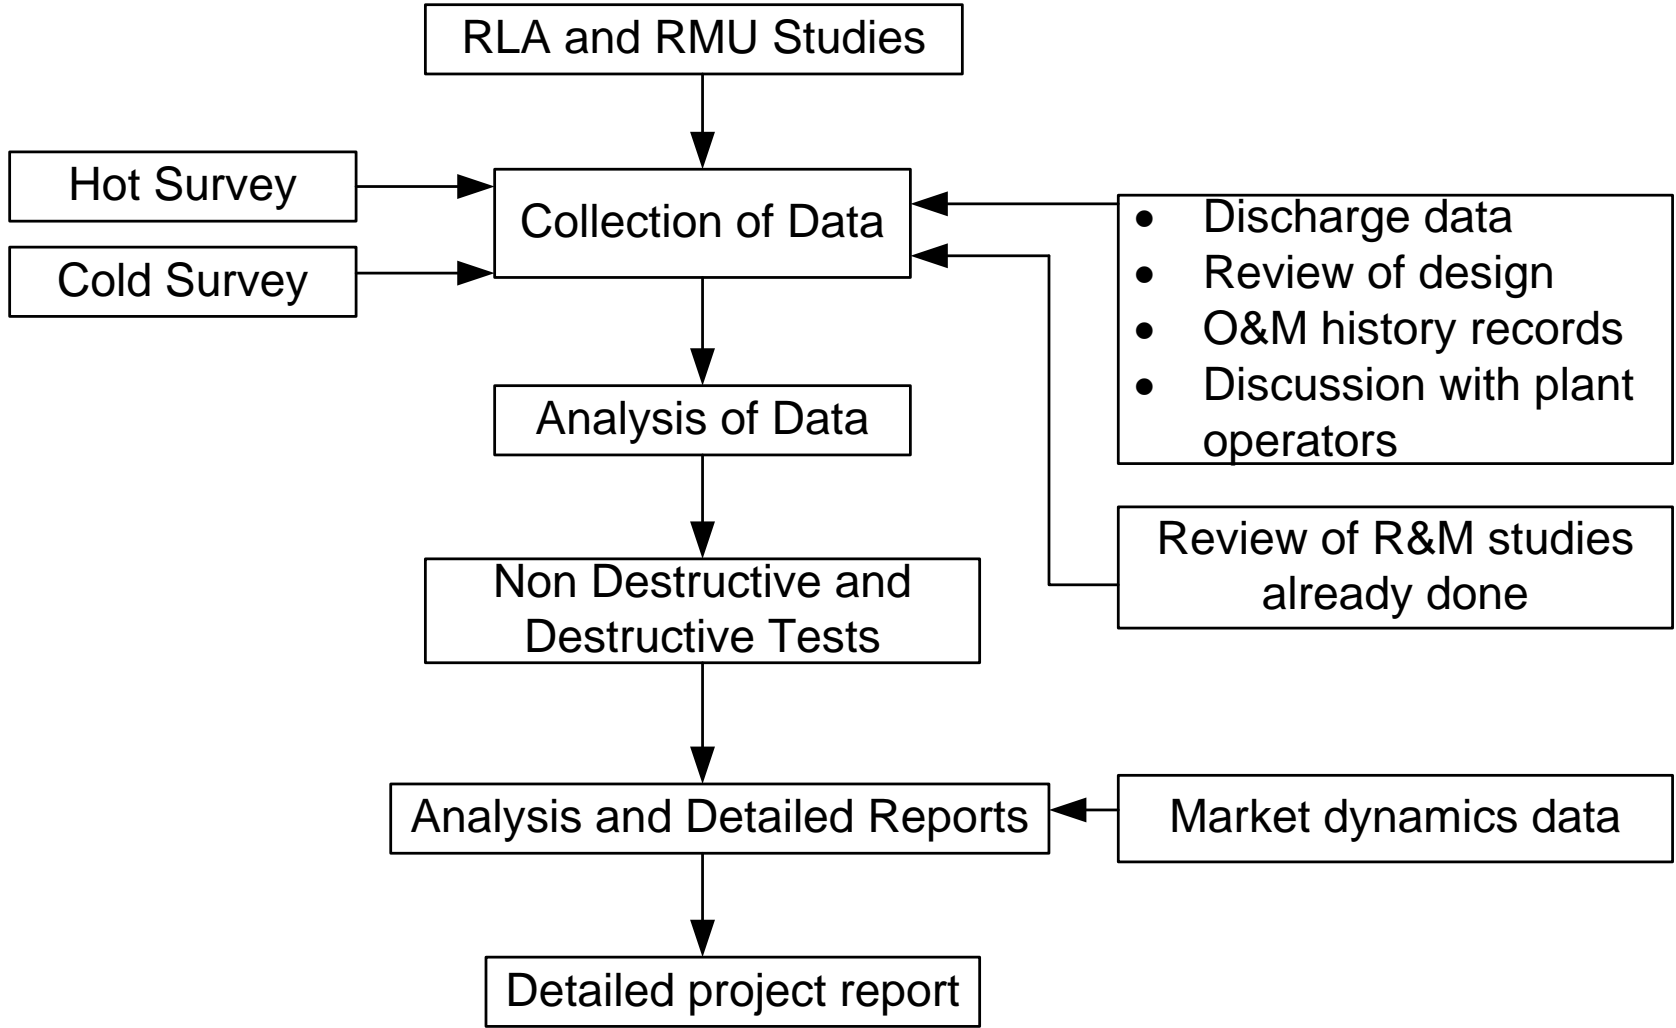 RLA and RMU Studies
Hot Survey
Cold Survey
Collection of Data
• Discharge data
• Review of design
• O&M history records
• Discussion with plant
operators
Analysis of Data
Non Destructive and
Destructive Tests
Review of R&M studies
already done
Analysis and Detailed Reports
Market dynamics data
Detailed project report